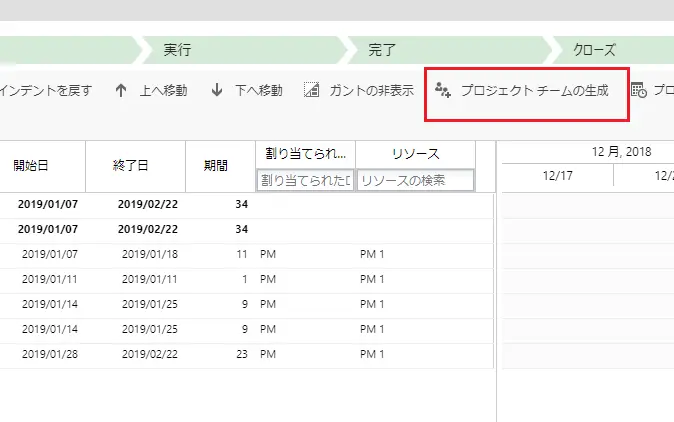 実行 完了 クローズ
インデントを戻す 上へ移動 下へ移動 ガントの非表示 プロジェクト チームの生成 プロ
開始日 終了日 期間 割り当てられ... リソース 12 月, 2018
割り当てられたロ リソースの検索 12/17 12/2
2019/01/07 2019/02/22 34
2019/01/07 2019/02/22 34
2019/01/07 2019/01/18 11 PM PM 1
2019/01/11 2019/01/11 1 PM PM 1
2019/01/14 2019/01/25 9 PM PM 1
2019/01/14 2019/01/25 9 PM PM 1
2019/01/28 2019/02/22 23 PM PM 1